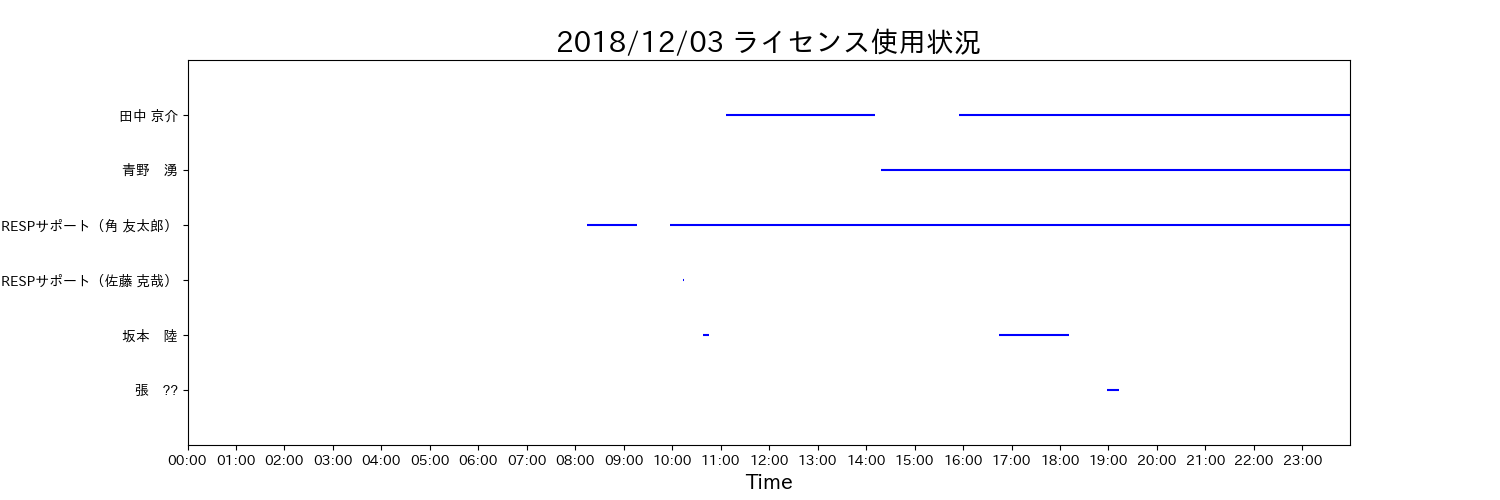 2018/12/03 ライセンス使用状況
田中 京介
青野　湧
RESPサポート（角 友太郎）
RESPサポート（佐藤 克哉）
坂本　陸
張　??
00:00 01:00 02:00 03:00 04:00 05:00 06:00 07:00 08:00 09:00 10:00 11:00 12:00 13:00 14:00 15:00 16:00 17:00 18:00 19:00 20:00 21:00 22:00 23:00
Time